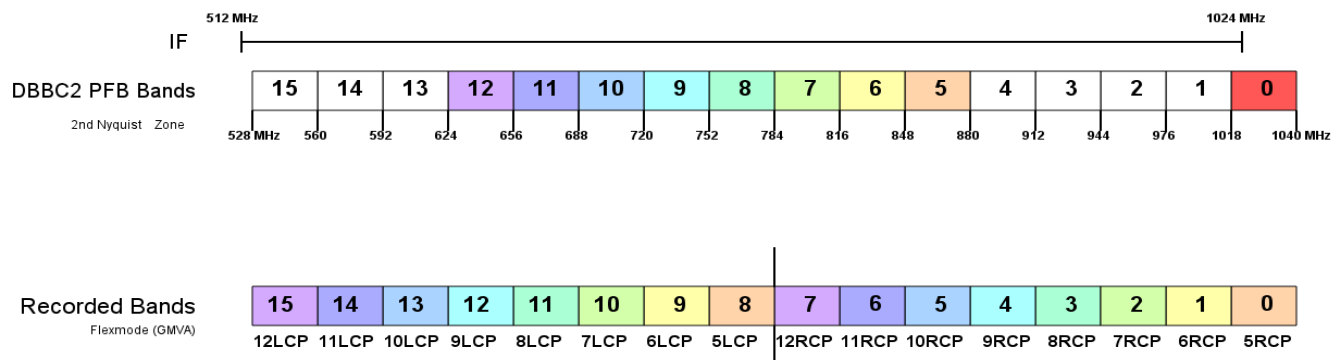 512 MHz 1024 MHz
IF
DBBC2 PFB Bands 15 14 13 12 11 10 9 8 7 6 5 4 3 2 1 0
2nd Nyquist Zone
528 MHz 560 592 624 656 688 720 752 784 816 848 880 912 944 976 1018 1040 MHz
Recorded Bands 15 14 13 12 11 10 9 8 7 6 5 4 3 2 1 0
Flexmode (GMVA)
12LCP 11LCP 10LCP 9LCP 8LCP 7LCP 6LCP 5LCP 12RCP 11RCP 10RCP 9RCP 8RCP 7RCP 6RCP 5RCP